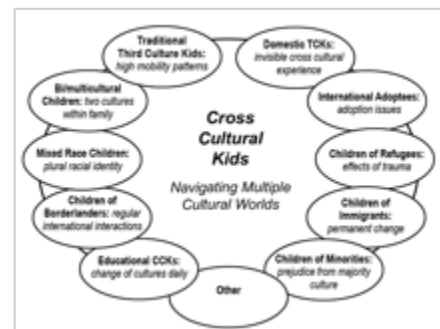 Traditional
Third Culture Kids:
high mobility patterns
Domestic TCKs:
invisible cross cultural
experience
Bi/multicultural
Children: two cultures
within family
International Adoptees:
adoption issues
Mixed Race Children:
plural racial identity
Children of Refugees:
effects of trauma
Children of
Borderlanders: regular
international interactions
Children of
Immigrants:
permanent change
Educational CCKs:
change of cultures daily
Children of Minorities:
prejudice from majority
culture
Other
Cross
Cultural
Kids
Navigating Multiple
Cultural Worlds